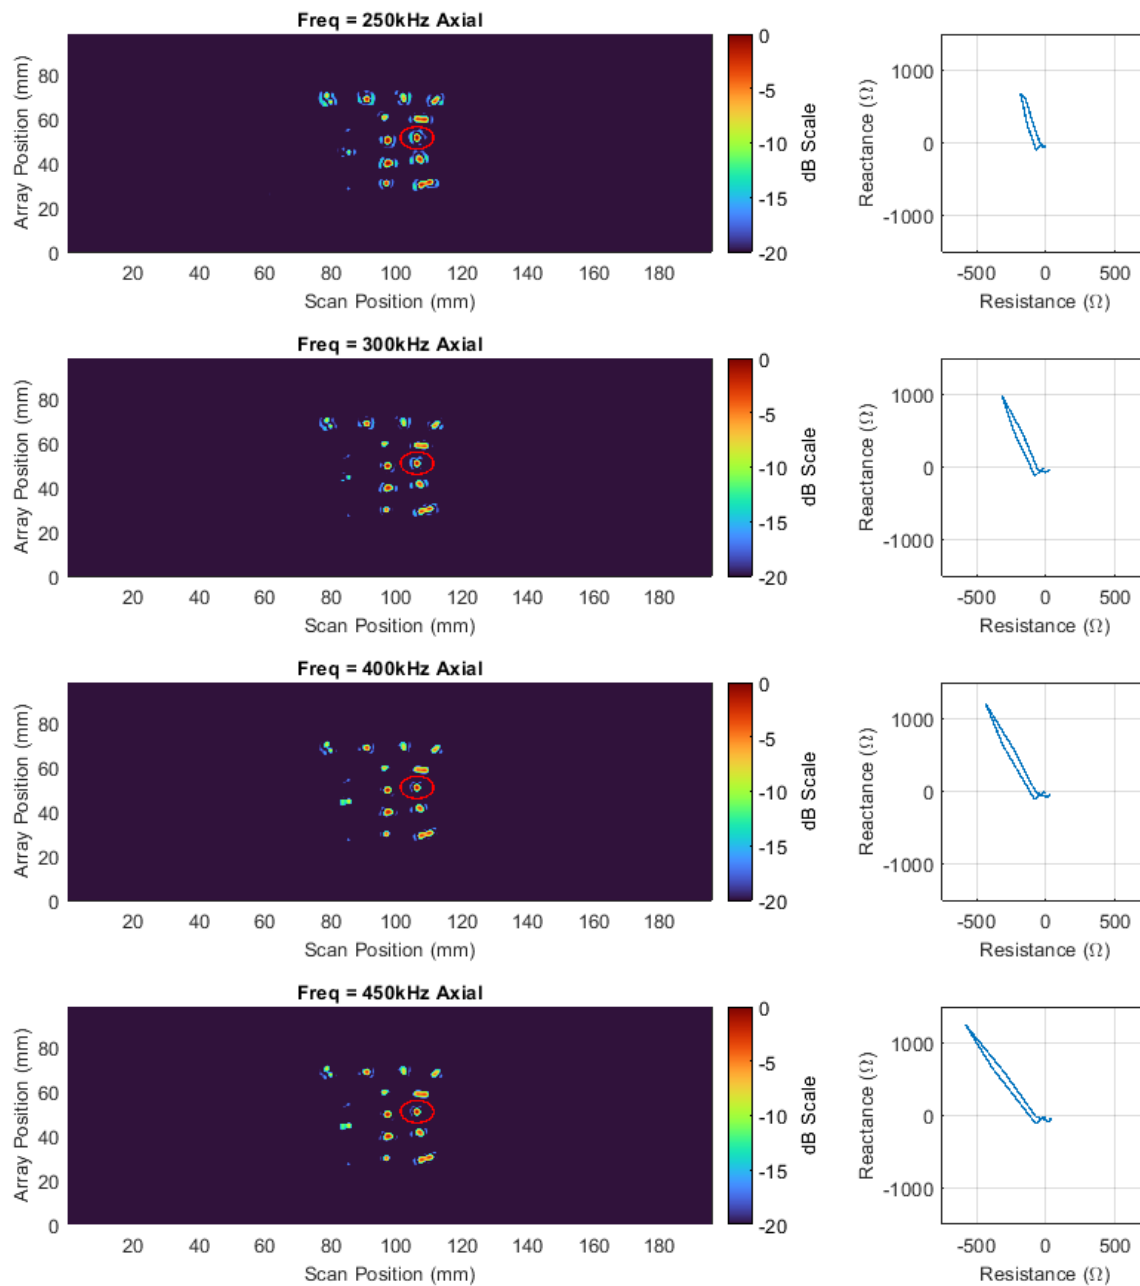 Freq = 250kHz Axial
80
60
40
20
0
Array Position (mm)
20 40 60 80 100 120 140 160 180
Scan Position (mm)
0
-5
-10
-15
-20
dB Scale
1000
0
-1000
Reactance (Ω)
-500 0 500
Resistance (Ω)
Freq = 300kHz Axial
80
60
40
20
0
Array Position (mm)
20 40 60 80 100 120 140 160 180
Scan Position (mm)
0
-5
-10
-15
-20
dB Scale
1000
0
-1000
Reactance (Ω)
-500 0 500
Resistance (Ω)
Freq = 400kHz Axial
80
60
40
20
0
Array Position (mm)
20 40 60 80 100 120 140 160 180
Scan Position (mm)
0
-5
-10
-15
-20
dB Scale
1000
0
-1000
Reactance (Ω)
-500 0 500
Resistance (Ω)
Freq = 450kHz Axial
80
60
40
20
0
Array Position (mm)
20 40 60 80 100 120 140 160 180
Scan Position (mm)
0
-5
-10
-15
-20
dB Scale
1000
0
-1000
Reactance (Ω)
-500 0 500
Resistance (Ω)